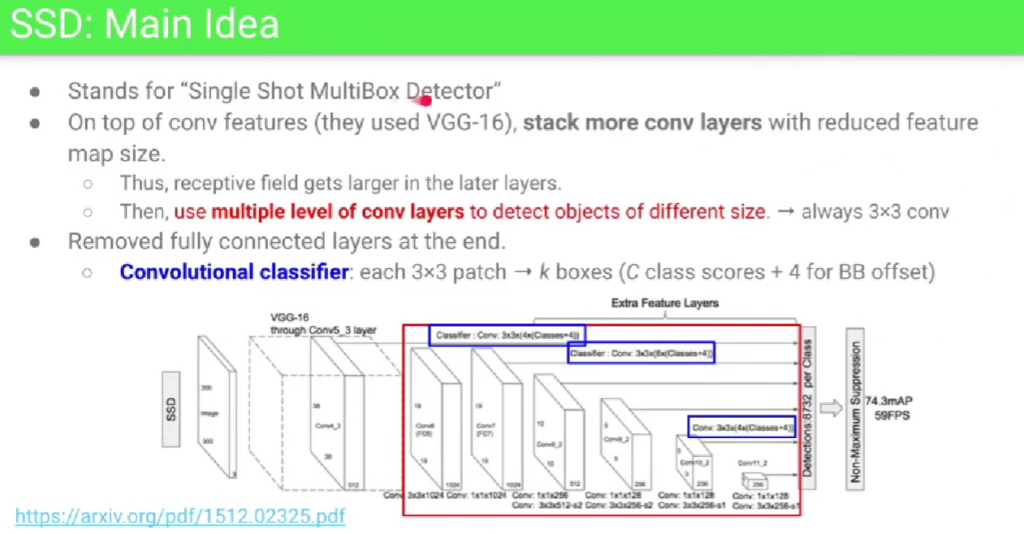 SSD: Main Idea
● Stands for “Single Shot MultiBox Detector”
● On top of conv features (they used VGG-16), stack more conv layers with reduced feature
map size.
○ Thus, receptive field gets larger in the later layers.
○ Then, use multiple level of conv layers to detect objects of different size. → always 3×3 conv
● Removed fully connected layers at the end.
○ Convolutional classifier: each 3×3 patch → k boxes (C class scores + 4 for BB offset)
Extra Feature Layers
VGG-16
through Conv5_3 layer
Classifier : Conv: 3x3x(4x(Classes+4))
Classifier : Conv: 3x3x(6x(Classes+4))
Conv: 3x3x(4x(Classes+4))
SSD
300
Image
300
3
38
Conv4_3
38
512
19
Conv6
(FC6)
19
1024
19
Conv7
(FC7)
19
1024
10
Conv8_2
10
512
5
Conv9_2
5
256
3
Conv10_2
3
256
Conv11_2
256
Detections:8732 per Class
Non-Maximum Suppression
74.3mAP
59FPS
Conv: 3x3x1024 Conv: 1x1x1024 Conv: 1x1x256 Conv: 1x1x128 Conv: 1x1x128 Conv: 1x1x128
Conv: 3x3x512-s2 Conv: 3x3x256-s2 Conv: 3x3x256-s1 Conv: 3x3x256-s1
https://arxiv.org/pdf/1512.02325.pdf